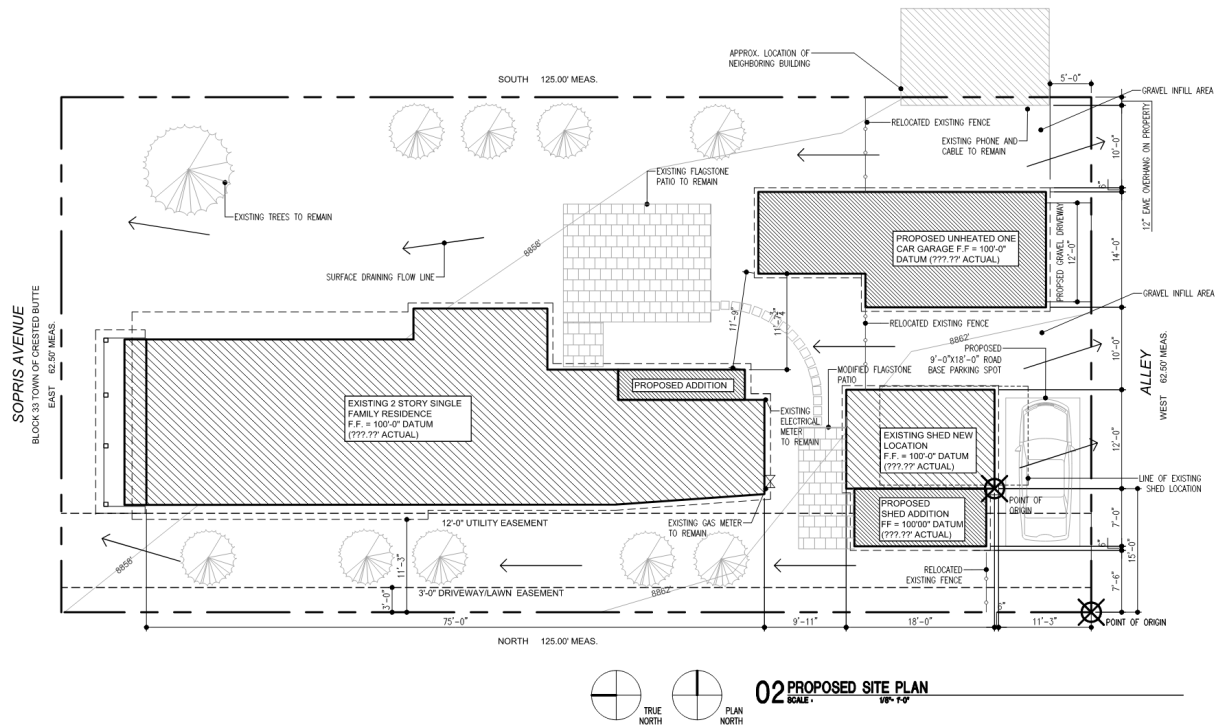 APPROX. LOCATION OF
NEIGHBORING BUILDING
SOUTH 125.00' MEAS.
5'-0"
GRAVEL INFILL AREA
RELOCATED EXISTING FENCE
EXISTING PHONE AND
CABLE TO REMAIN
10'-0"
12" EAVE OVERHANG ON PROPERTY
EXISTING FLAGSTONE
PATIO TO REMAIN
6"
EXISTING TREES TO REMAIN
8858'
PROPOSED UNHEATED ONE
CAR GARAGE F.F = 100'-0"
DATUM (???.??' ACTUAL)
PROPSED GRAVEL DRIVEWAY
12'-0"
14'-0"
SURFACE DRAINING FLOW LINE
GRAVEL INFILL AREA
SOPRIS AVENUE
BLOCK 33 TOWN OF CRESTED BUTTE
EAST 62.50' MEAS.
11'-9"
11'-7 3/4"
RELOCATED EXISTING FENCE
8862'
PROPOSED
9'-0"X18'-0" ROAD
BASE PARKING SPOT
10'-0"
ALLEY
WEST 62.50' MEAS.
MODIFIED FLAGSTONE
PATIO
PROPOSED ADDITION
EXISTING 2 STORY SINGLE
FAMILY RESIDENCE
F.F. = 100'-0" DATUM
(???.??' ACTUAL)
EXISTING
ELECTRICAL
METER
TO REMAIN
EXISTING SHED NEW
LOCATION
F.F. = 100'-0" DATUM
(???.??' ACTUAL)
12'-0"
LINE OF EXISTING
SHED LOCATION
POINT OF
ORIGIN
PROPOSED
SHED ADDITION
FF = 100'00" DATUM
(???.??' ACTUAL)
7'-0"
15'-0"
12'-0" UTILITY EASEMENT
EXISTING GAS METER
TO REMAIN
6"
8858'
11'-3"
RELOCATED
EXISTING FENCE
3'-0"
3'-0" DRIVEWAY/LAWN EASEMENT
8862'
7'-6"
POINT OF ORIGIN
75'-0"
9'-11"
18'-0"
6"
11'-3"
NORTH 125.00' MEAS.
TRUE
NORTH
PLAN
NORTH
02 PROPOSED SITE PLAN
SCALE : 1/8"= 1'-0"